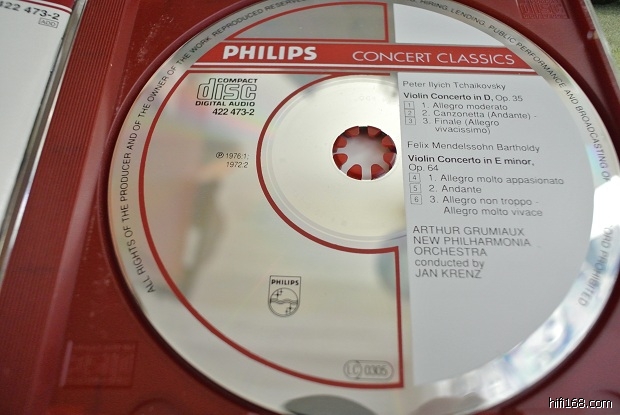 422 473-2
ADD
ALL RIGHTS OF THE PRODUCER AND OF THE OWNER OF THE WORK REPRODUCED RESERVED
HIRING, LENDING, PUBLIC PERFORMANCE AND BROADCASTING OF
PROHIBITED
PHILIPS CONCERT CLASSICS
COMPACT
disc
DIGITAL AUDIO
422 473-2
℗ 1976:1;
1972:2
Peter Ilyich Tchaikovsky
Violin Concerto in D, Op. 35
1 1. Allegro moderato
2 2. Canzonetta (Andante) -
3 3. Finale (Allegro
vivacissimo)
Felix Mendelssohn Bartholdy
Violin Concerto in E minor,
Op. 64
4 1. Allegro molto appasionato
5 2. Andante
6 3. Allegro non troppo -
Allegro molto vivace
ARTHUR GRUMIAUX
NEW PHILHARMONIA
ORCHESTRA
conducted by
JAN KRENZ
PHILIPS
LC 0305
hifi168.com